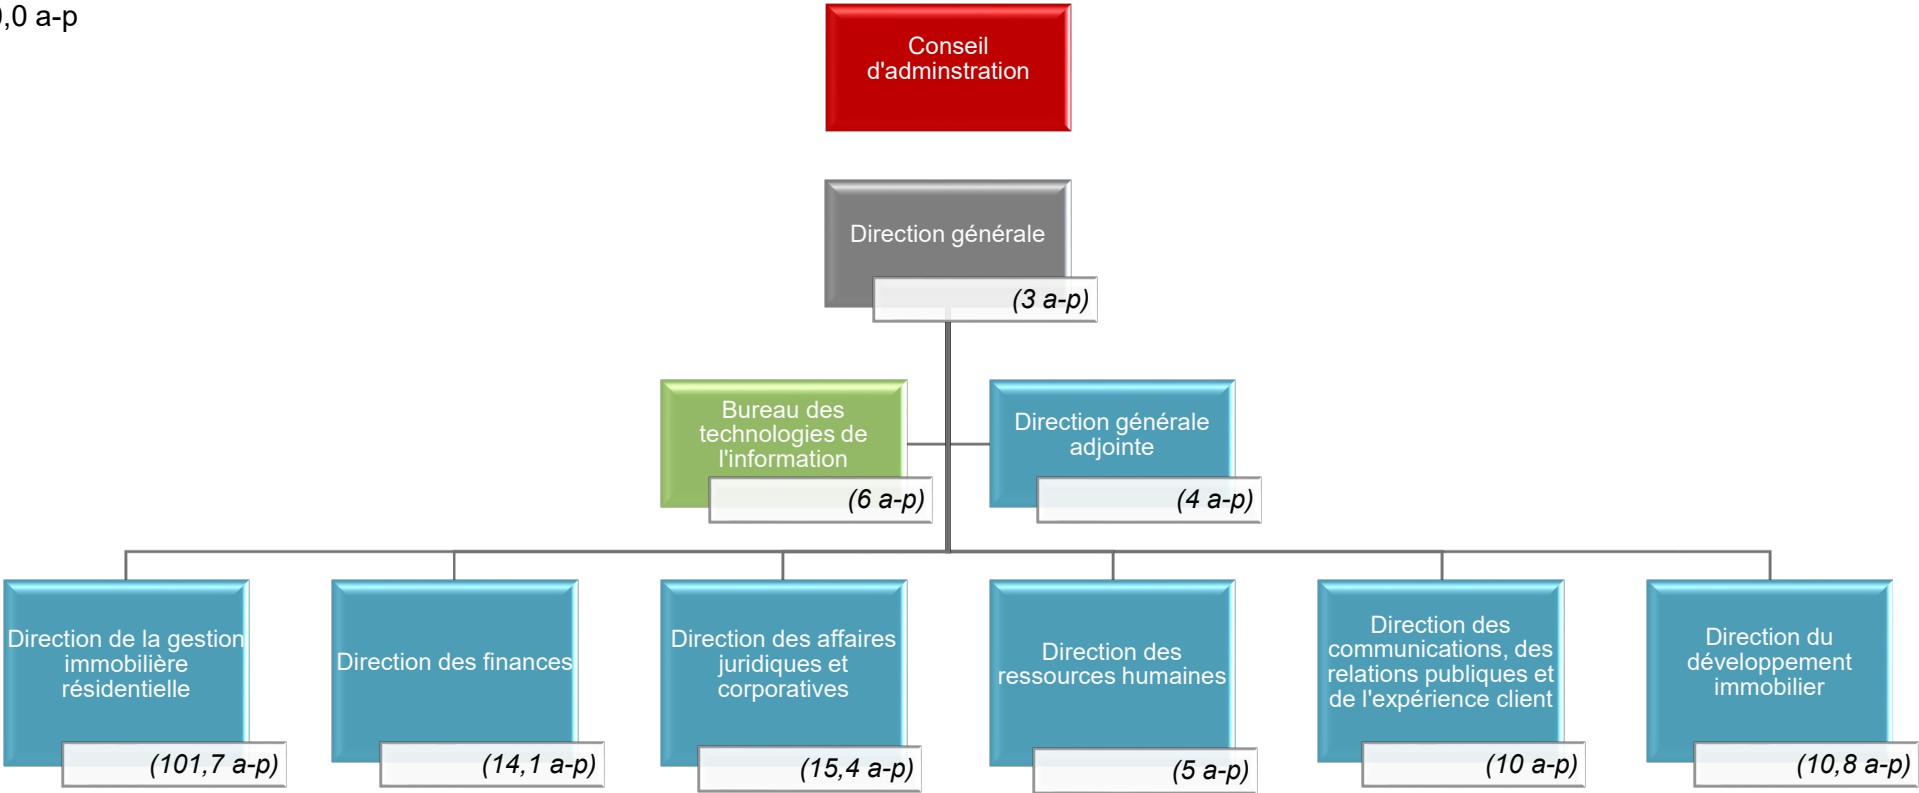 ,0 a-p
Conseil
d'adminstration
Direction générale
(3 a-p)
Bureau des
technologies de
l'information
(6 a-p)
Direction générale
adjointe
(4 a-p)
Direction de la gestion
immobilière
résidentielle
(101,7 a-p)
Direction des finances
(14,1 a-p)
Direction des affaires
juridiques et
corporatives
(15,4 a-p)
Direction des
ressources humaines
(5 a-p)
Direction des
communications, des
relations publiques et
de l'expérience client
(10 a-p)
Direction du
développement
immobilier
(10,8 a-p)